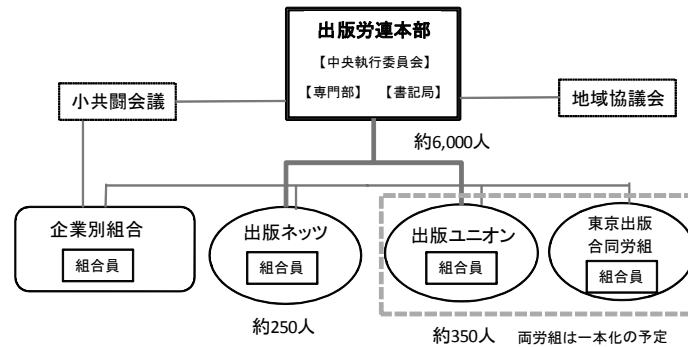 出版労連本部
【中央執行委員会】
【専門部】 【書記局】
小共闘会議
地域協議会
約6,000人
企業別組合
組合員
出版ネッツ
組合員
出版ユニオン
組合員
東京出版
合同労組
組合員
約250人
約350人 両労組は一本化の予定